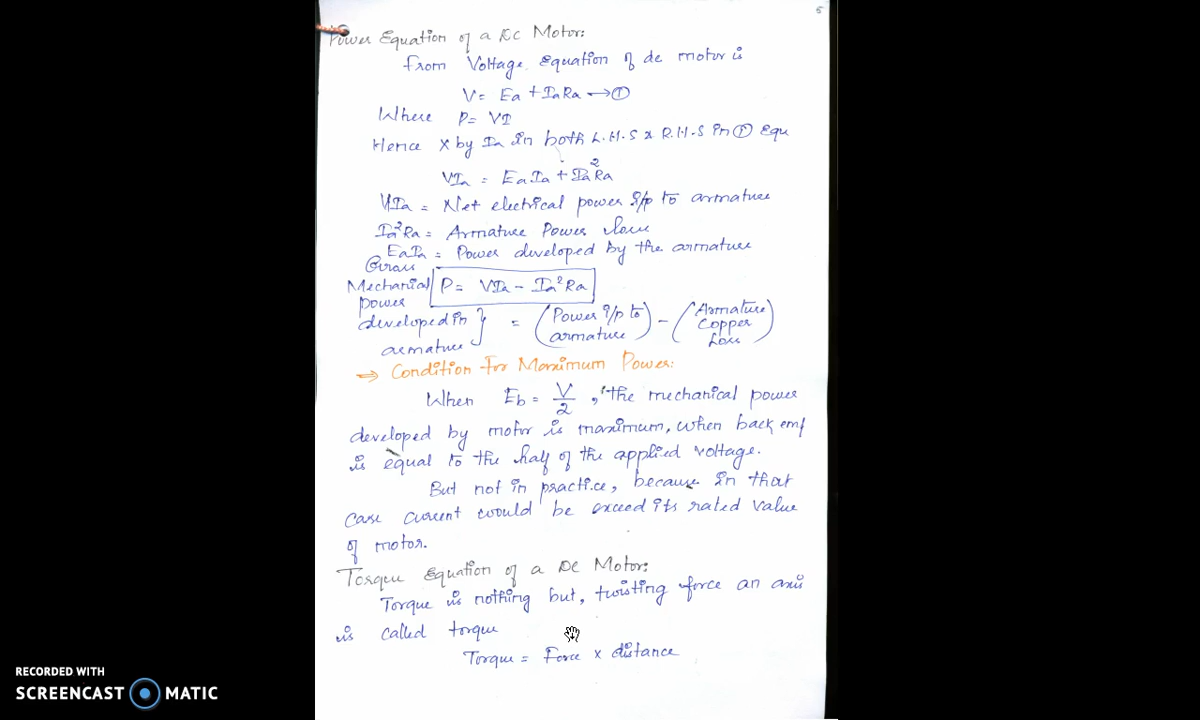 5
Power Equation of a DC Motor:
From Voltage Equation of dc motor is
V = Ea + IaRa → ①
Where P = VI
Hence × by Ia in both L.H.S & R.H.S in ① Equ
VIa = EaIa + Ia²Ra
VIa = Net electrical power i/p to armature
Ia²Ra = Armature Power loss
EaIa = Power developed by the armature
Gross
Mechanical P = VIa - Ia²Ra
power
developed in } = (Power i/p to armature) - (Armature Copper Loss)
armature
⇒ Condition for Maximum Power:
When Eb = V/2, the mechanical power
developed by motor is maximum, when back emf
is equal to the half of the applied voltage.
But not in practice, because in that
case current would be exceed its rated value
of motor.
Torque Equation of a DC Motor:
Torque is nothing but, twisting force an axis
is called torque
Torque = Force × distance
RECORDED WITH
SCREENCAST MATIC